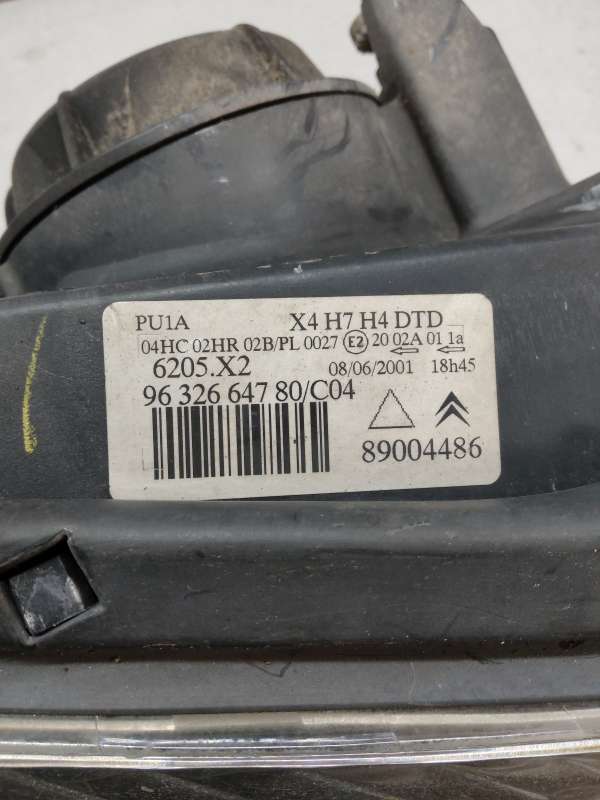 PU1A X4 H7 H4 DTD
04HC 02HR 02B/PL 0027 E2 20 02A 01 1a
6205.X2 08/06/2001 18h45
96 326 647 80/C04
89004486